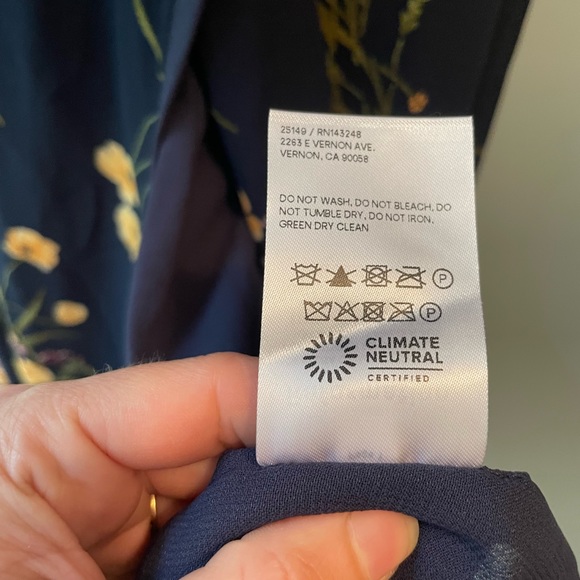 25149 / RN143248
2263 E VERNON AVE.
VERNON, CA 90058
DO NOT WASH, DO NOT BLEACH, DO
NOT TUMBLE DRY, DO NOT IRON,
GREEN DRY CLEAN
P
P
CLIMATE
NEUTRAL
CERTIFIED